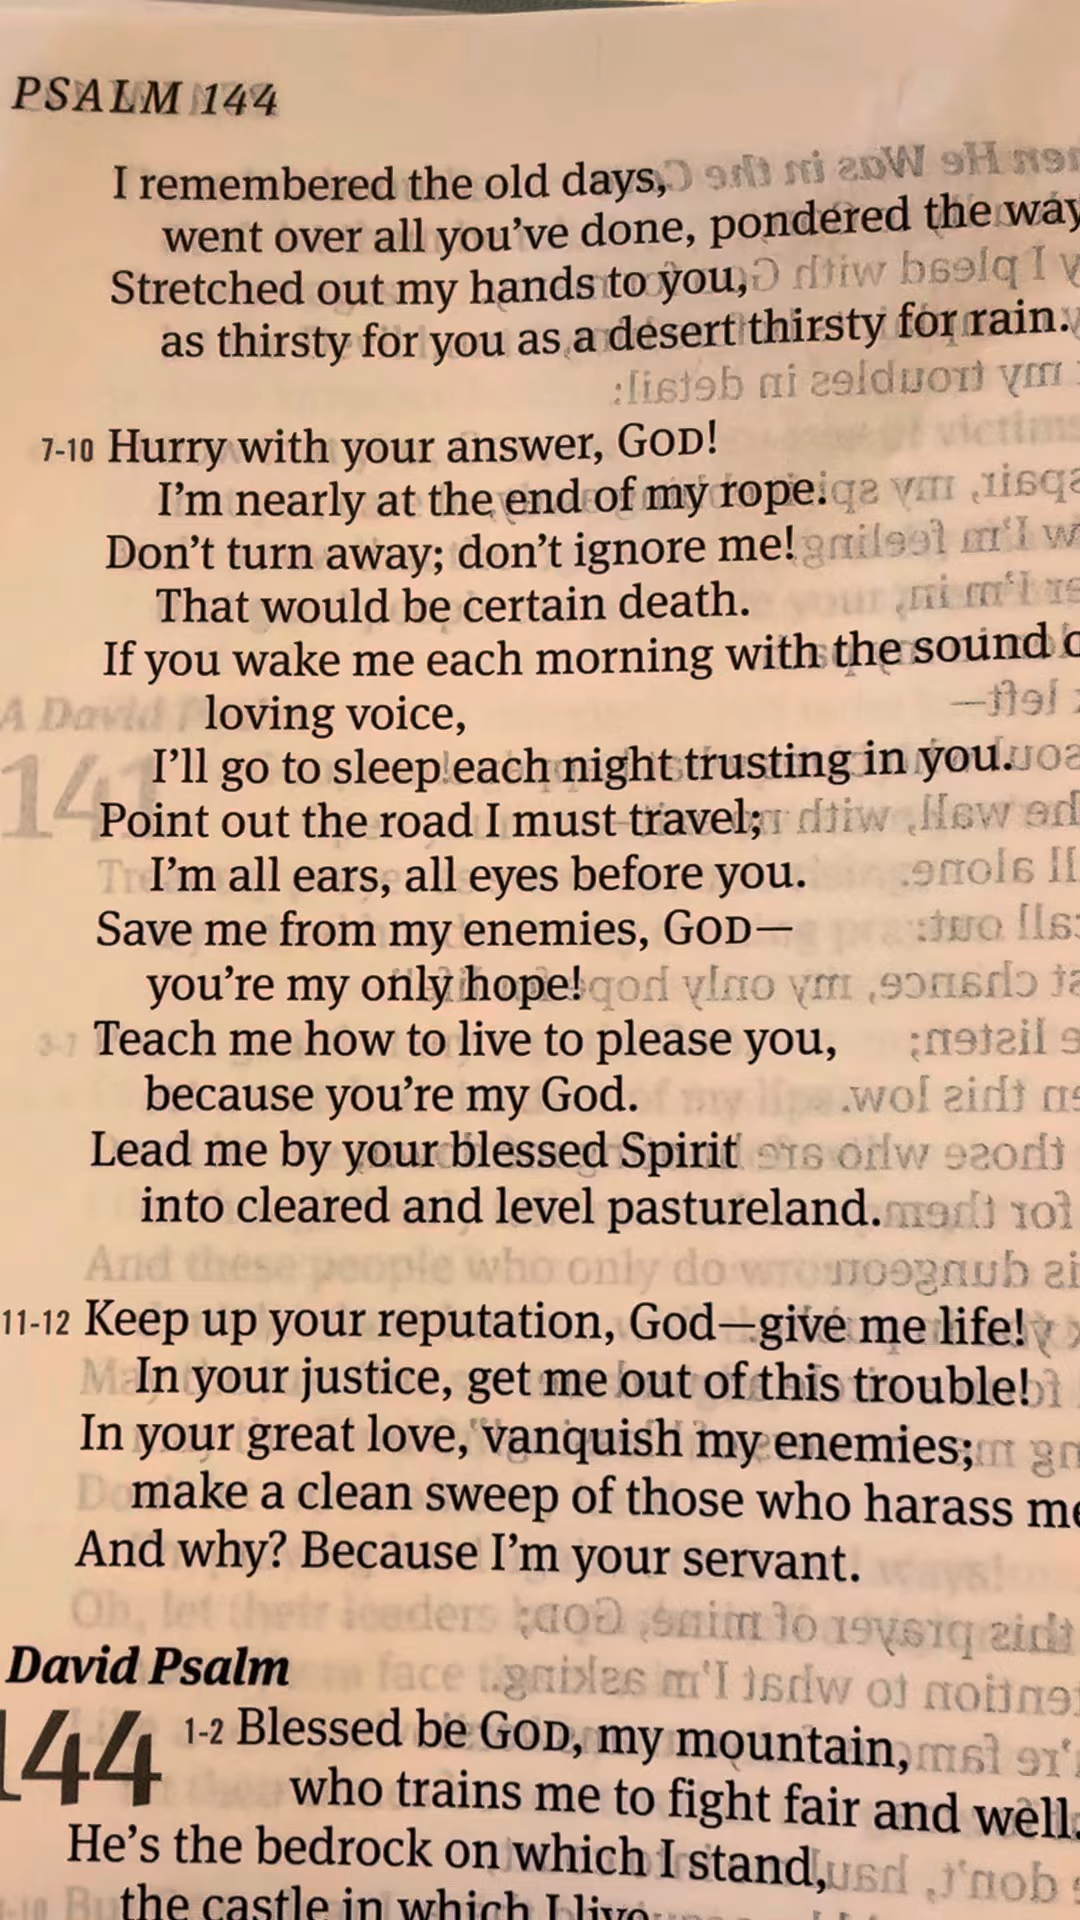 PSALM 144
I remembered the old days,
went over all you've done, pondered the way
Stretched out my hands to you,
as thirsty for you as a desert thirsty for rain.
7-10 Hurry with your answer, GOD!
I'm nearly at the end of my rope.
Don't turn away; don't ignore me!
That would be certain death.
If you wake me each morning with the sound
loving voice,
I'll go to sleep each night trusting in you.
Point out the road I must travel;
I'm all ears, all eyes before you.
Save me from my enemies, GOD—
you're my only hope!
Teach me how to live to please you,
because you're my God.
Lead me by your blessed Spirit
into cleared and level pastureland.
11-12 Keep up your reputation, God—give me life!
In your justice, get me out of this trouble!
In your great love, vanquish my enemies;
make a clean sweep of those who harass me
And why? Because I'm your servant.
David Psalm
144 1-2 Blessed be GOD, my mountain,
who trains me to fight fair and well.
He's the bedrock on which I stand,
the castle in which I live